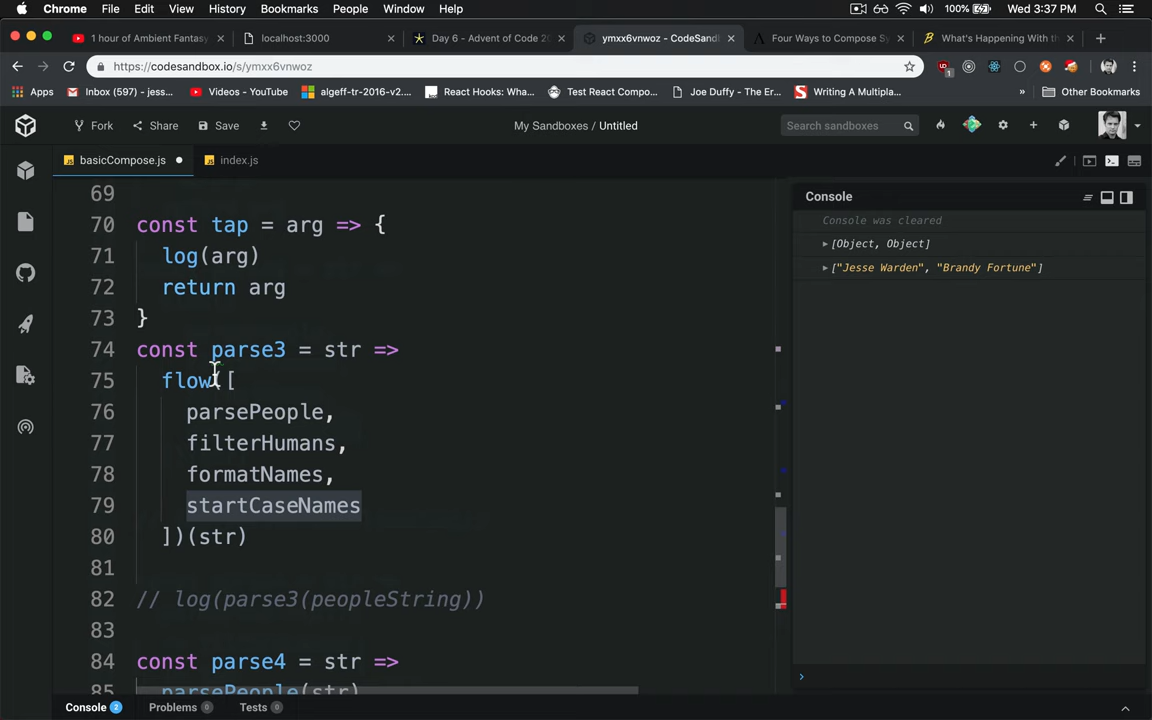 Chrome File Edit View History Bookmarks People Window Help 100% Wed 3:37 PM
1 hour of Ambient Fantasy localhost:3000 Day 6 - Advent of Code 20 ymxx6vnwoz - CodeSandb Four Ways to Compose Sy What's Happening With th
https://codesandbox.io/s/ymxx6vnwoz
Apps Inbox (597) - jess... Videos - YouTube algeff-tr-2016-v2... React Hooks: Wha... Test React Compo... Joe Duffy - The Er... Writing A Multipla... » Other Bookmarks
Fork Share Save My Sandboxes / Untitled Search sandboxes
basicCompose.js index.js
69
70 const tap = arg => {
71 log(arg)
72 return arg
73 }
74 const parse3 = str =>
75 flow([
76 parsePeople,
77 filterHumans,
78 formatNames,
79 startCaseNames
80 ])(str)
81
82 // log(parse3(peopleString))
83
84 const parse4 = str =>
85 parsePeople(str)
Console
Console was cleared
[Object, Object]
["Jesse Warden", "Brandy Fortune"]
Console 2 Problems 0 Tests 0